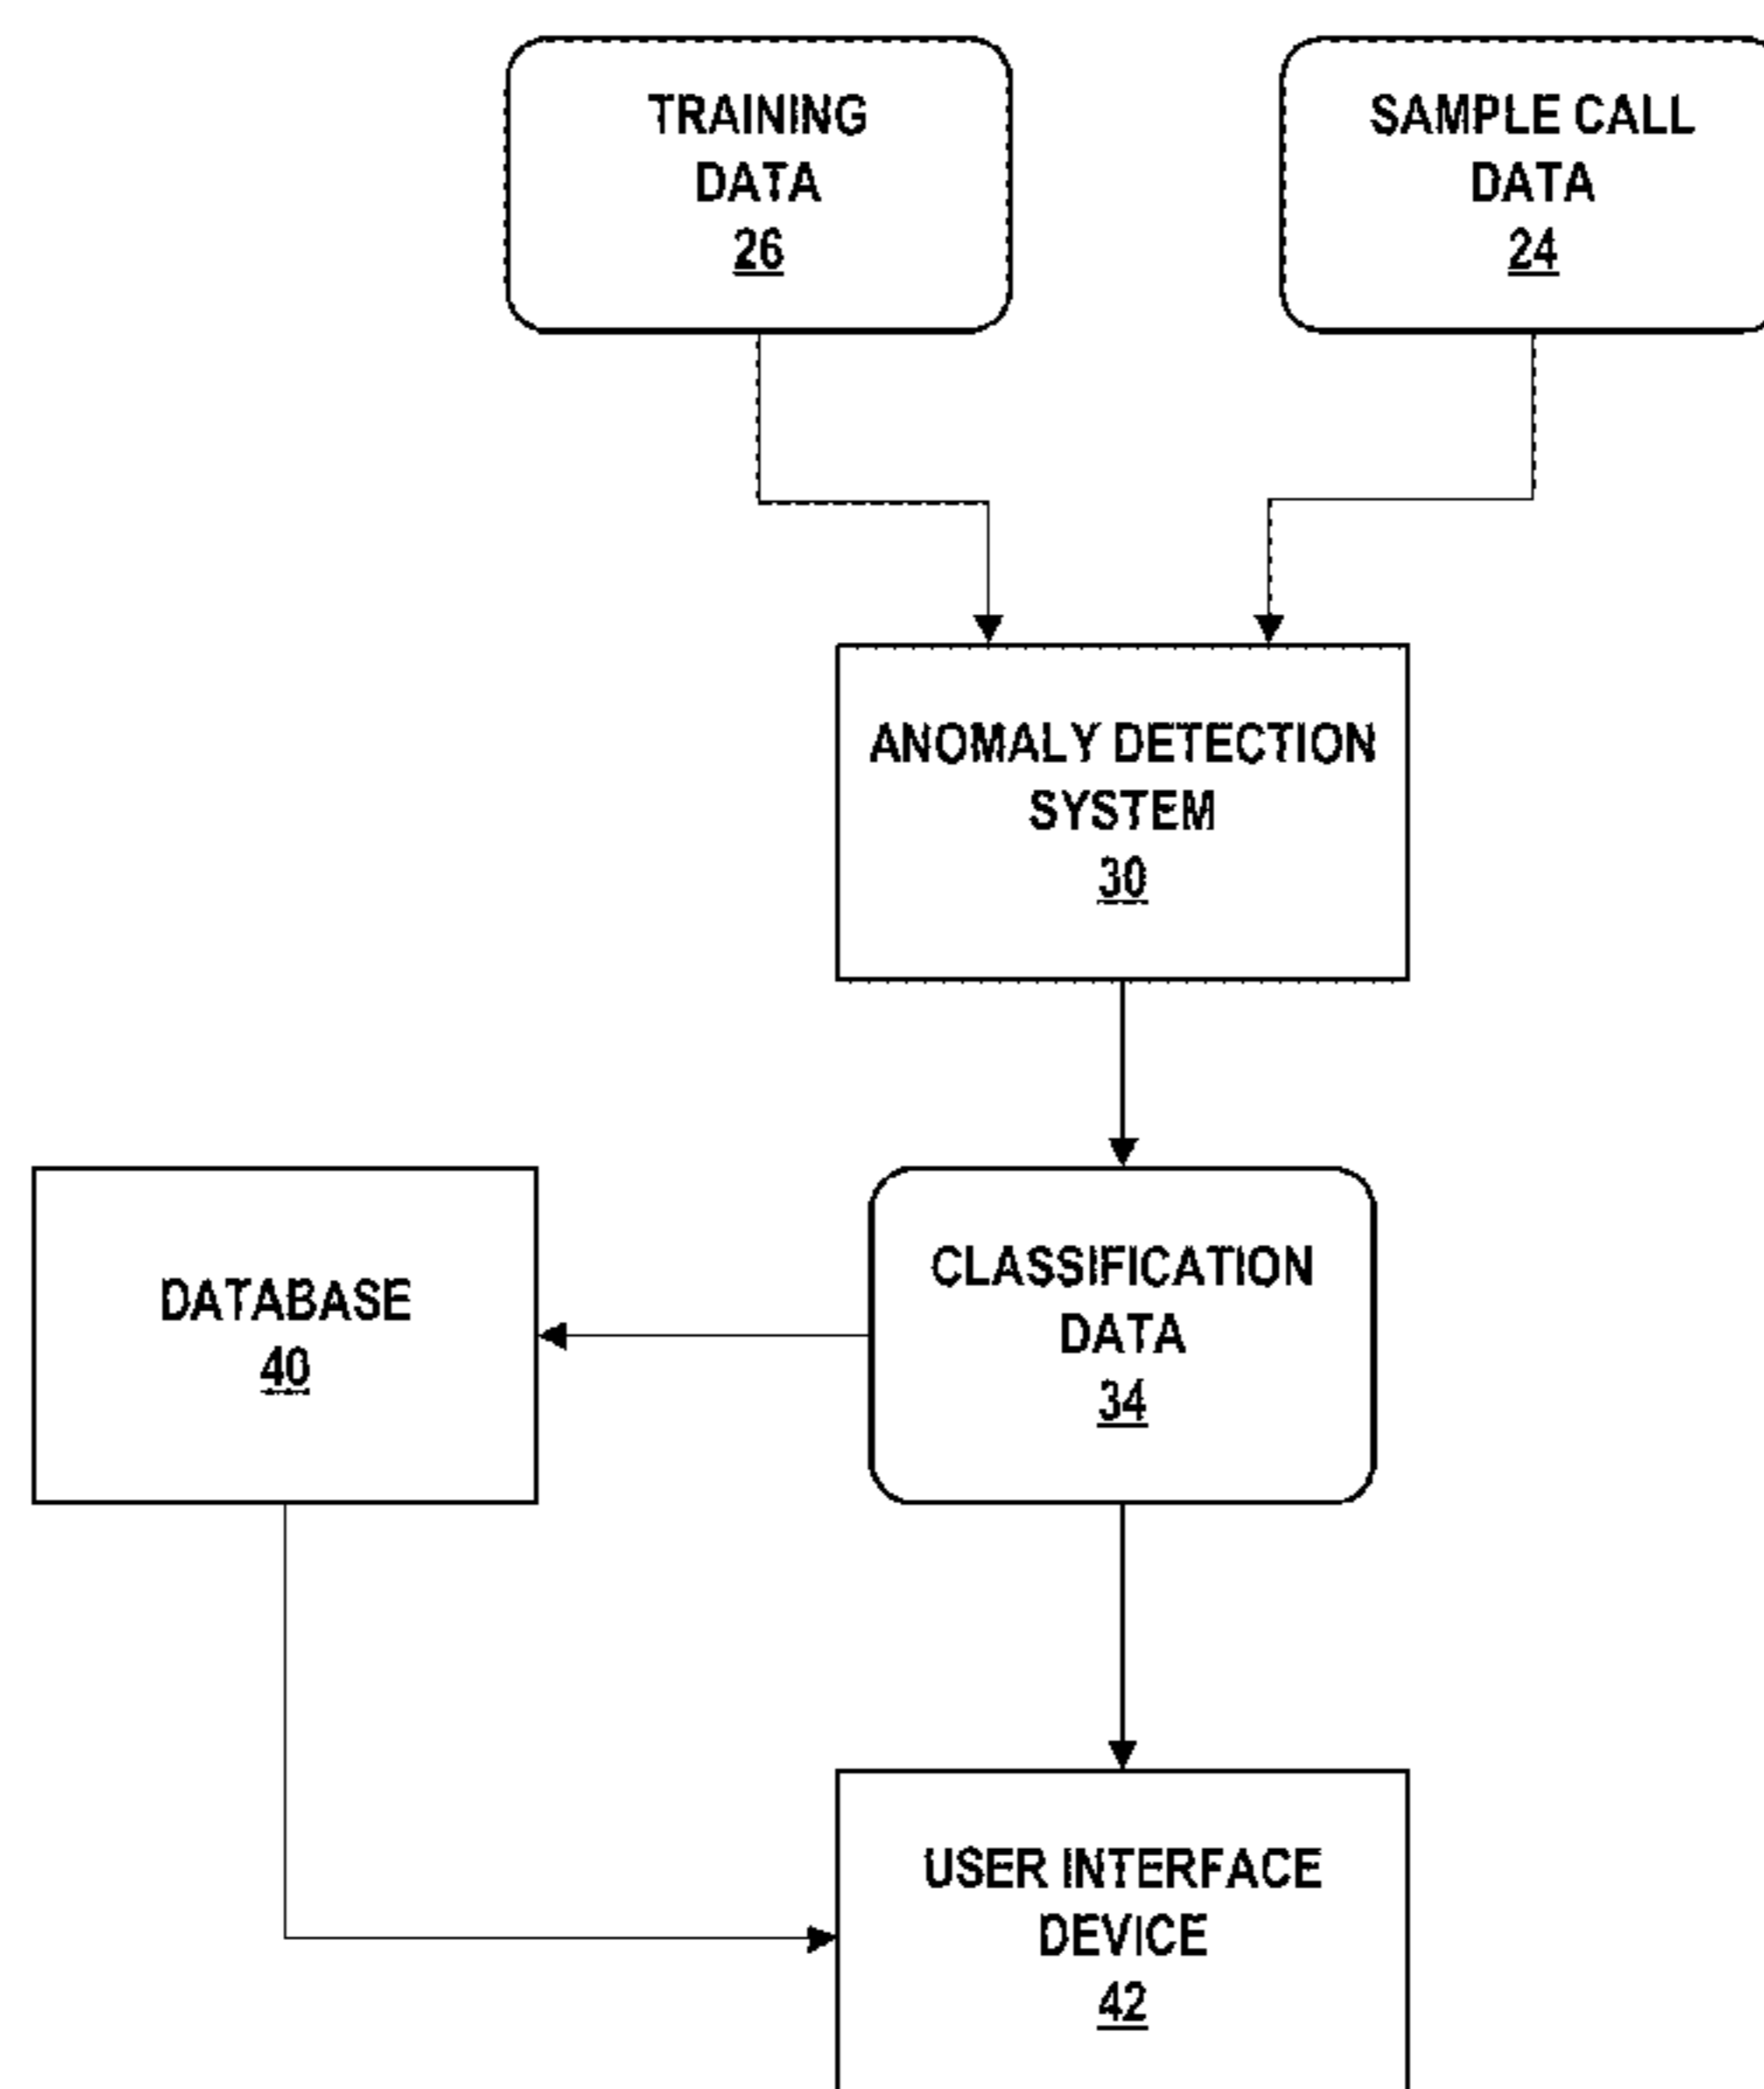 TRAINING
DATA
26
SAMPLE CALL
DATA
24
ANOMALY DETECTION
SYSTEM
30
DATABASE
40
CLASSIFICATION
DATA
34
USER INTERFACE
DEVICE
42